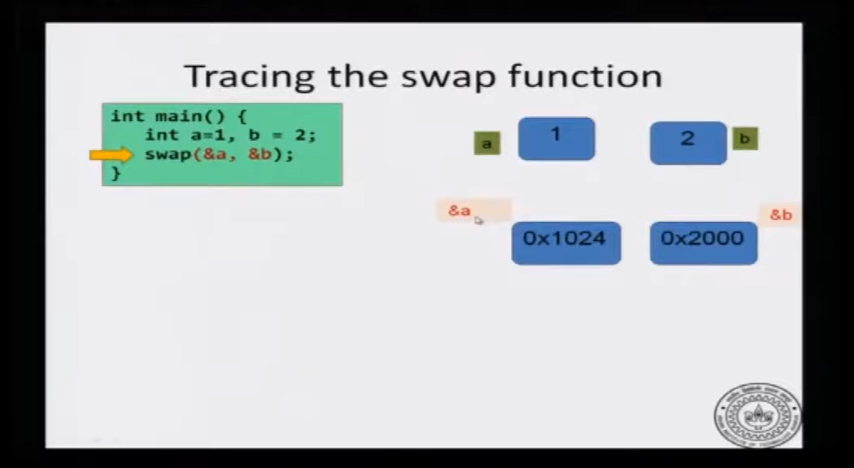 Tracing the swap function
int main() {
int a=1, b = 2;
swap(&a, &b);
}
a
1
2
b
&a
&b
0x1024
0x2000